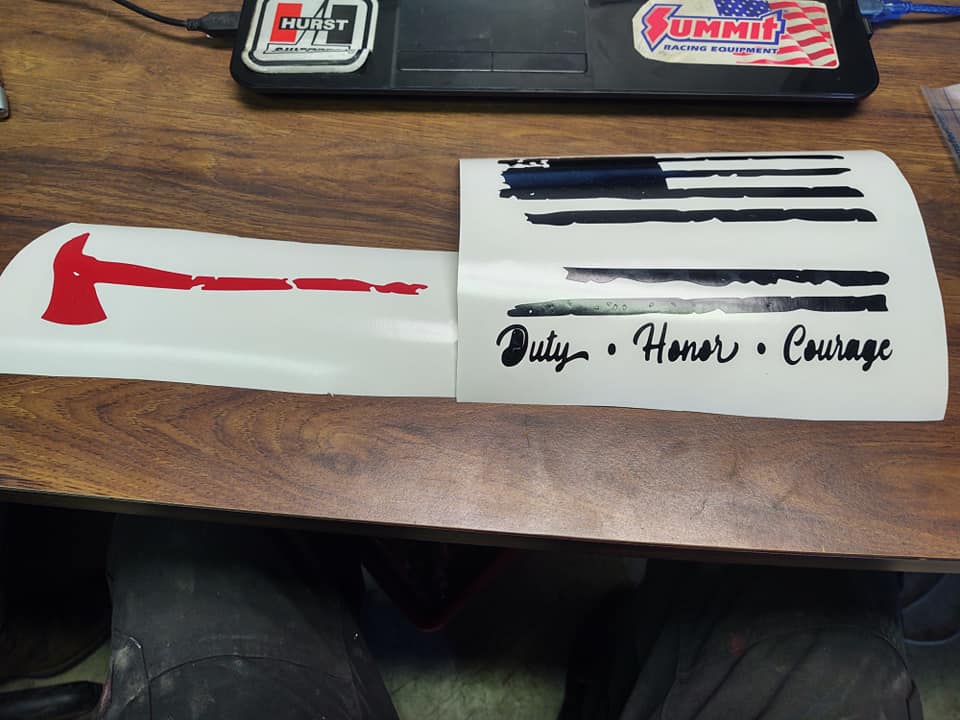 HURST
SUMMIT
RACING EQUIPMENT
Duty • Honor • Courage